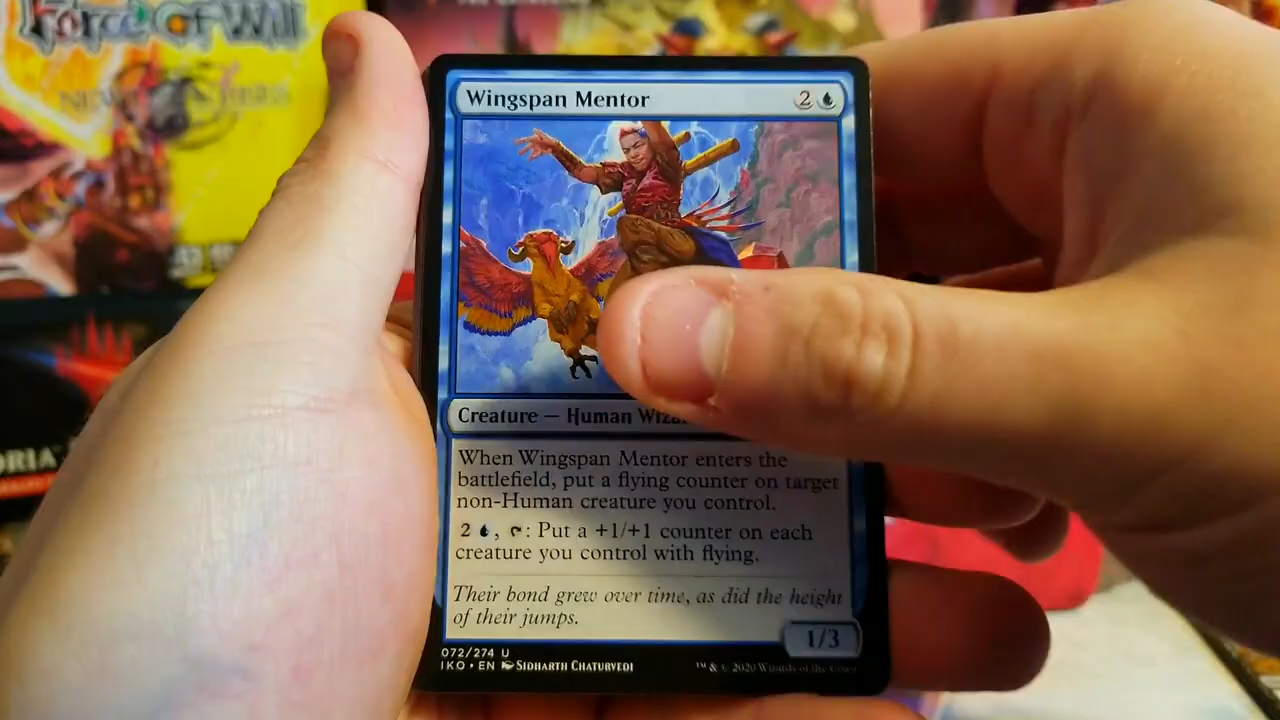 Force OF Will
Wingspan Mentor 2
Creature — Human
When Wingspan Mentor enters the
battlefield, put a flying counter on target
non-Human creature you control.
2 , : Put a +1/+1 counter on each
creature you control with flying.
Their bond grew over time, as did the height
of their jumps.
1/3
072/274 U
IKO • EN SIDHARTH CHATURVEDI
™ & © 2020 Wizards of the Coast
ORIA